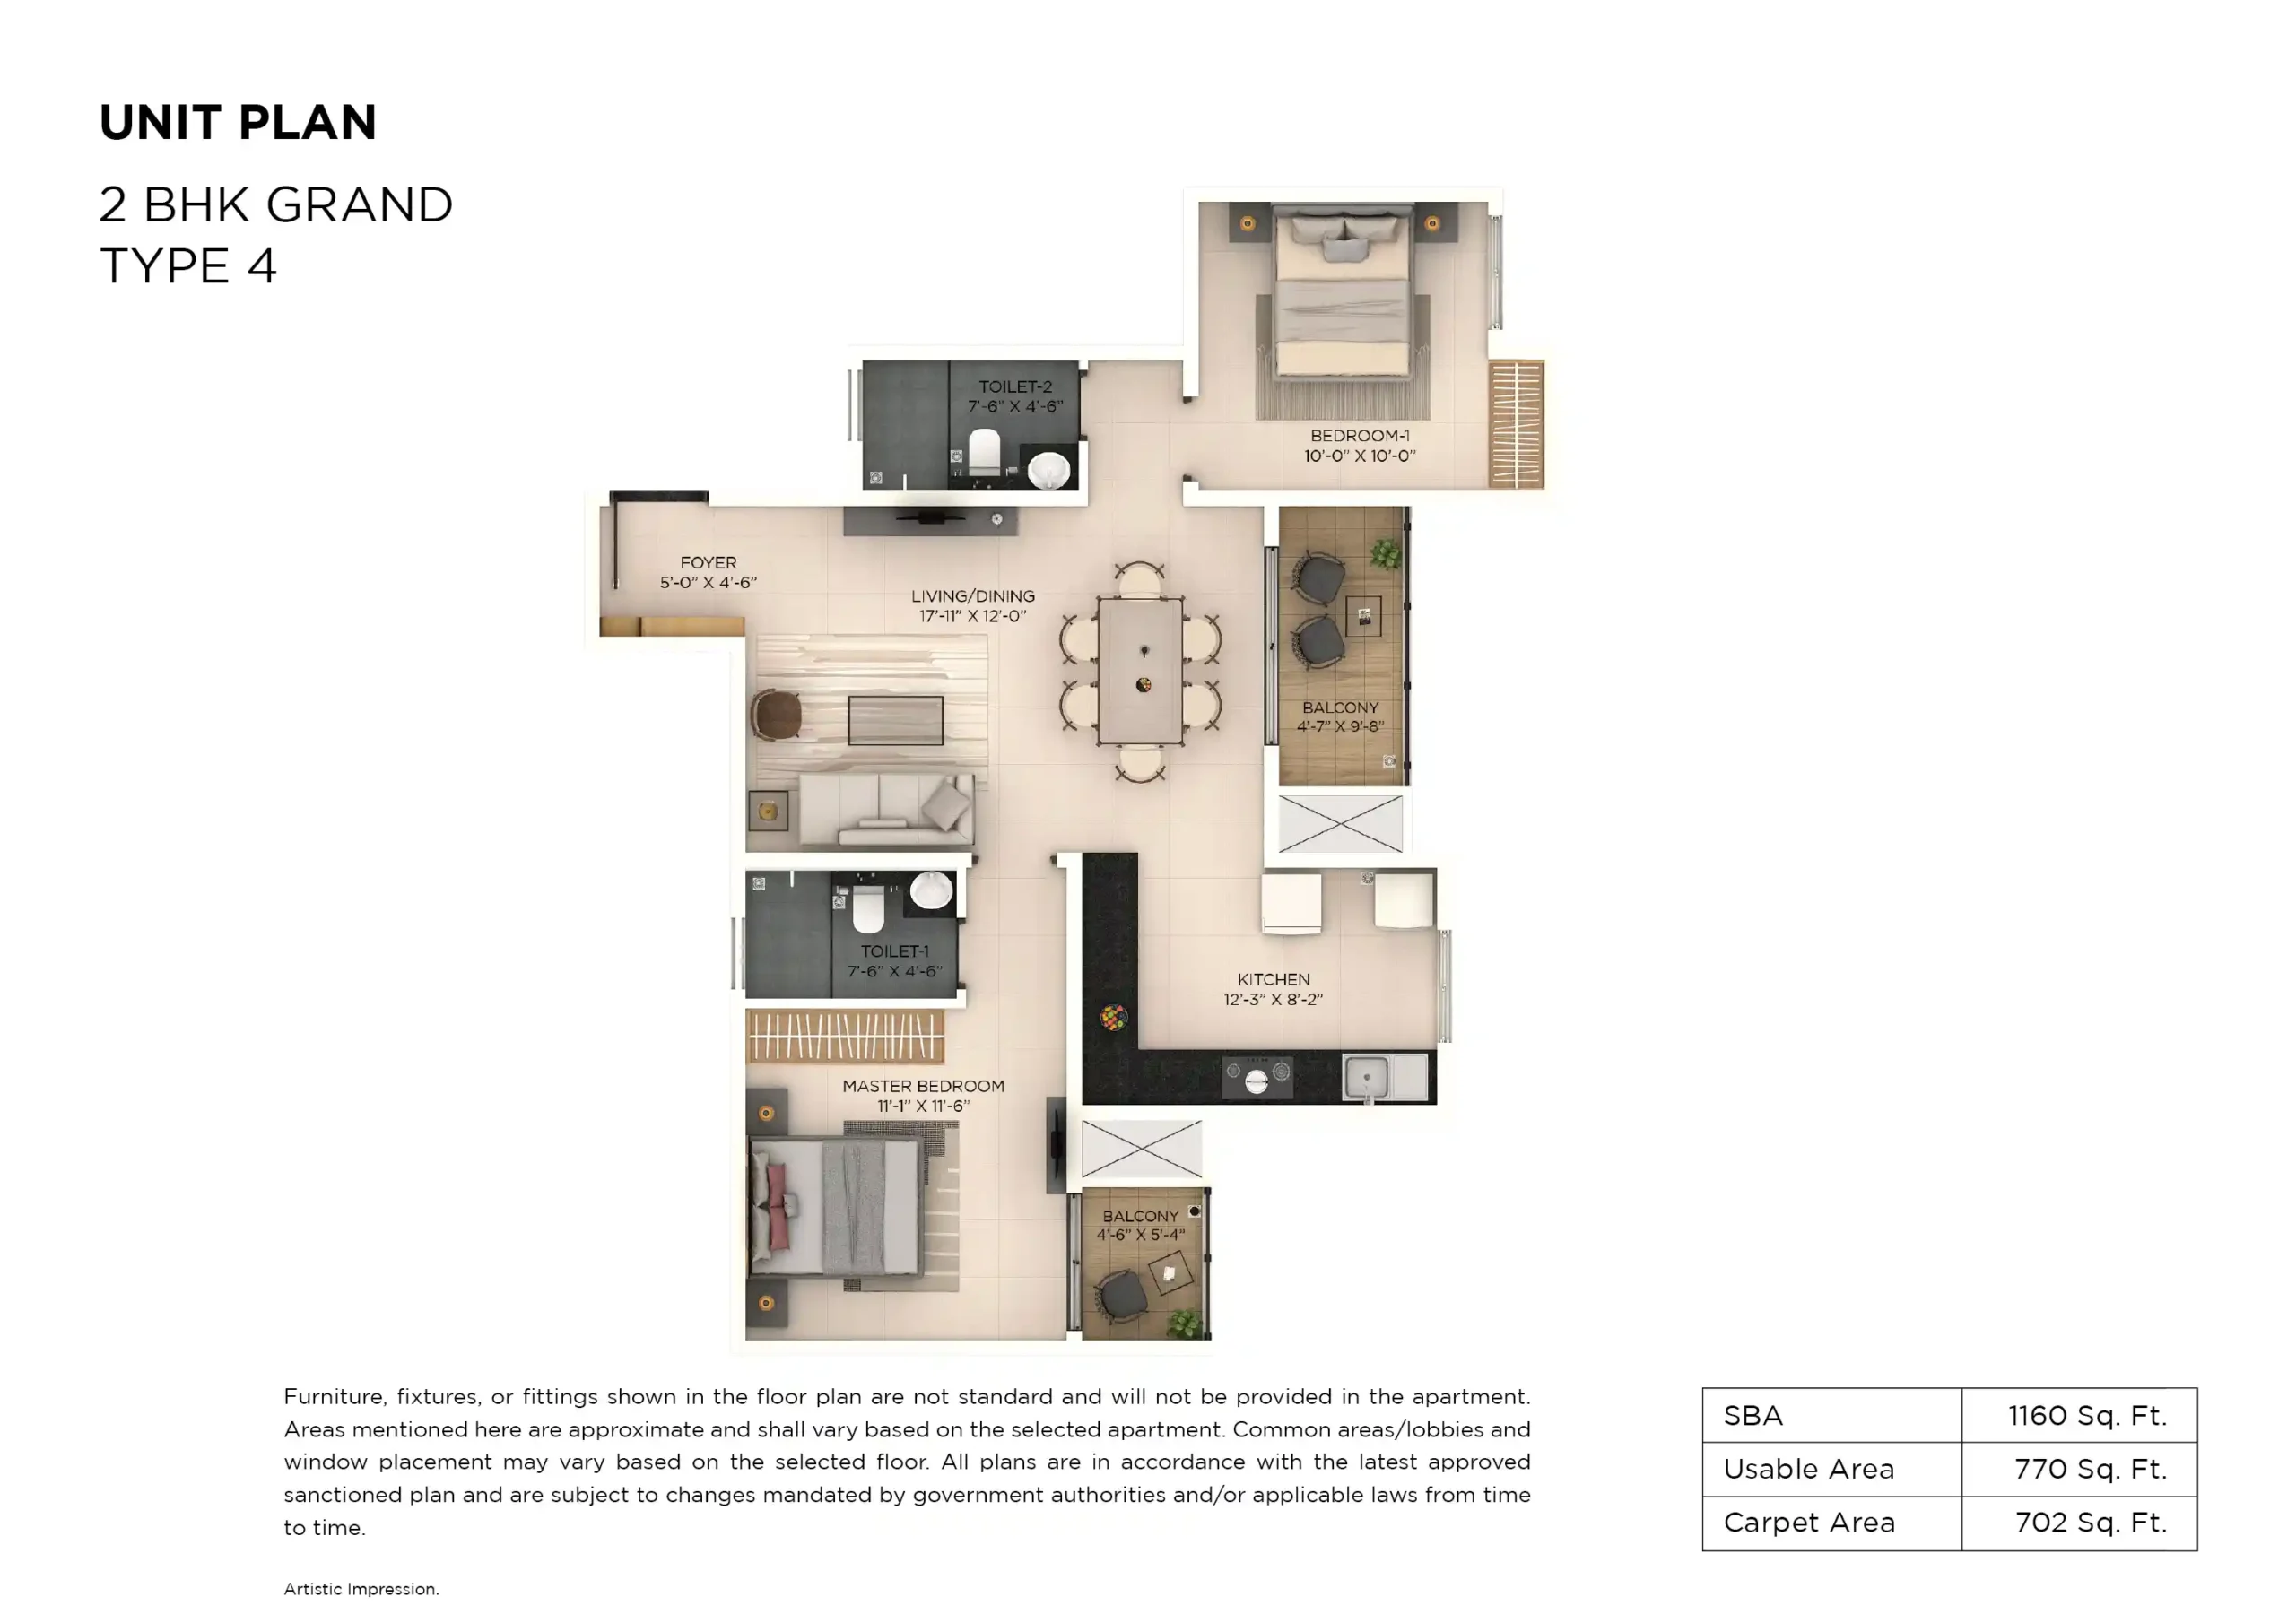 UNIT PLAN
2 BHK GRAND
TYPE 4
TOILET-2
7'-6" X 4'-6"
BEDROOM-1
10'-0" X 10'-0"
FOYER
5'-0" X 4'-6"
LIVING/DINING
17'-11" X 12'-0"
BALCONY
4'-7" X 9'-8"
TOILET-1
7'-6" X 4'-6"
KITCHEN
12'-3" X 8'-2"
MASTER BEDROOM
11'-1" X 11'-6"
BALCONY
4'-6" X 5'-4"
Furniture, fixtures, or fittings shown in the floor plan are not standard and will not be provided in the apartment.
Areas mentioned here are approximate and shall vary based on the selected apartment. Common areas/lobbies and
window placement may vary based on the selected floor. All plans are in accordance with the latest approved
sanctioned plan and are subject to changes mandated by government authorities and/or applicable laws from time
to time.
Artistic Impression.
SBA 1160 Sq. Ft.
Usable Area 770 Sq. Ft.
Carpet Area 702 Sq. Ft.